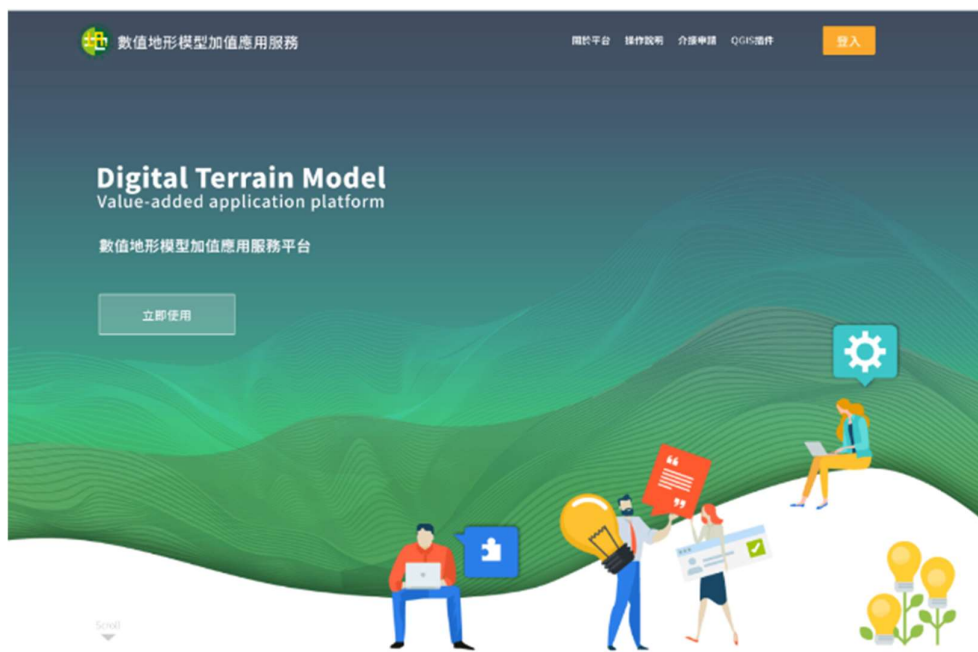 數值地形模型加值應用服務
關於平台 操作說明 介接申請 QGIS插件 登入
Digital Terrain Model
Value-added application platform
數值地形模型加值應用服務平台
立即使用
Scroll